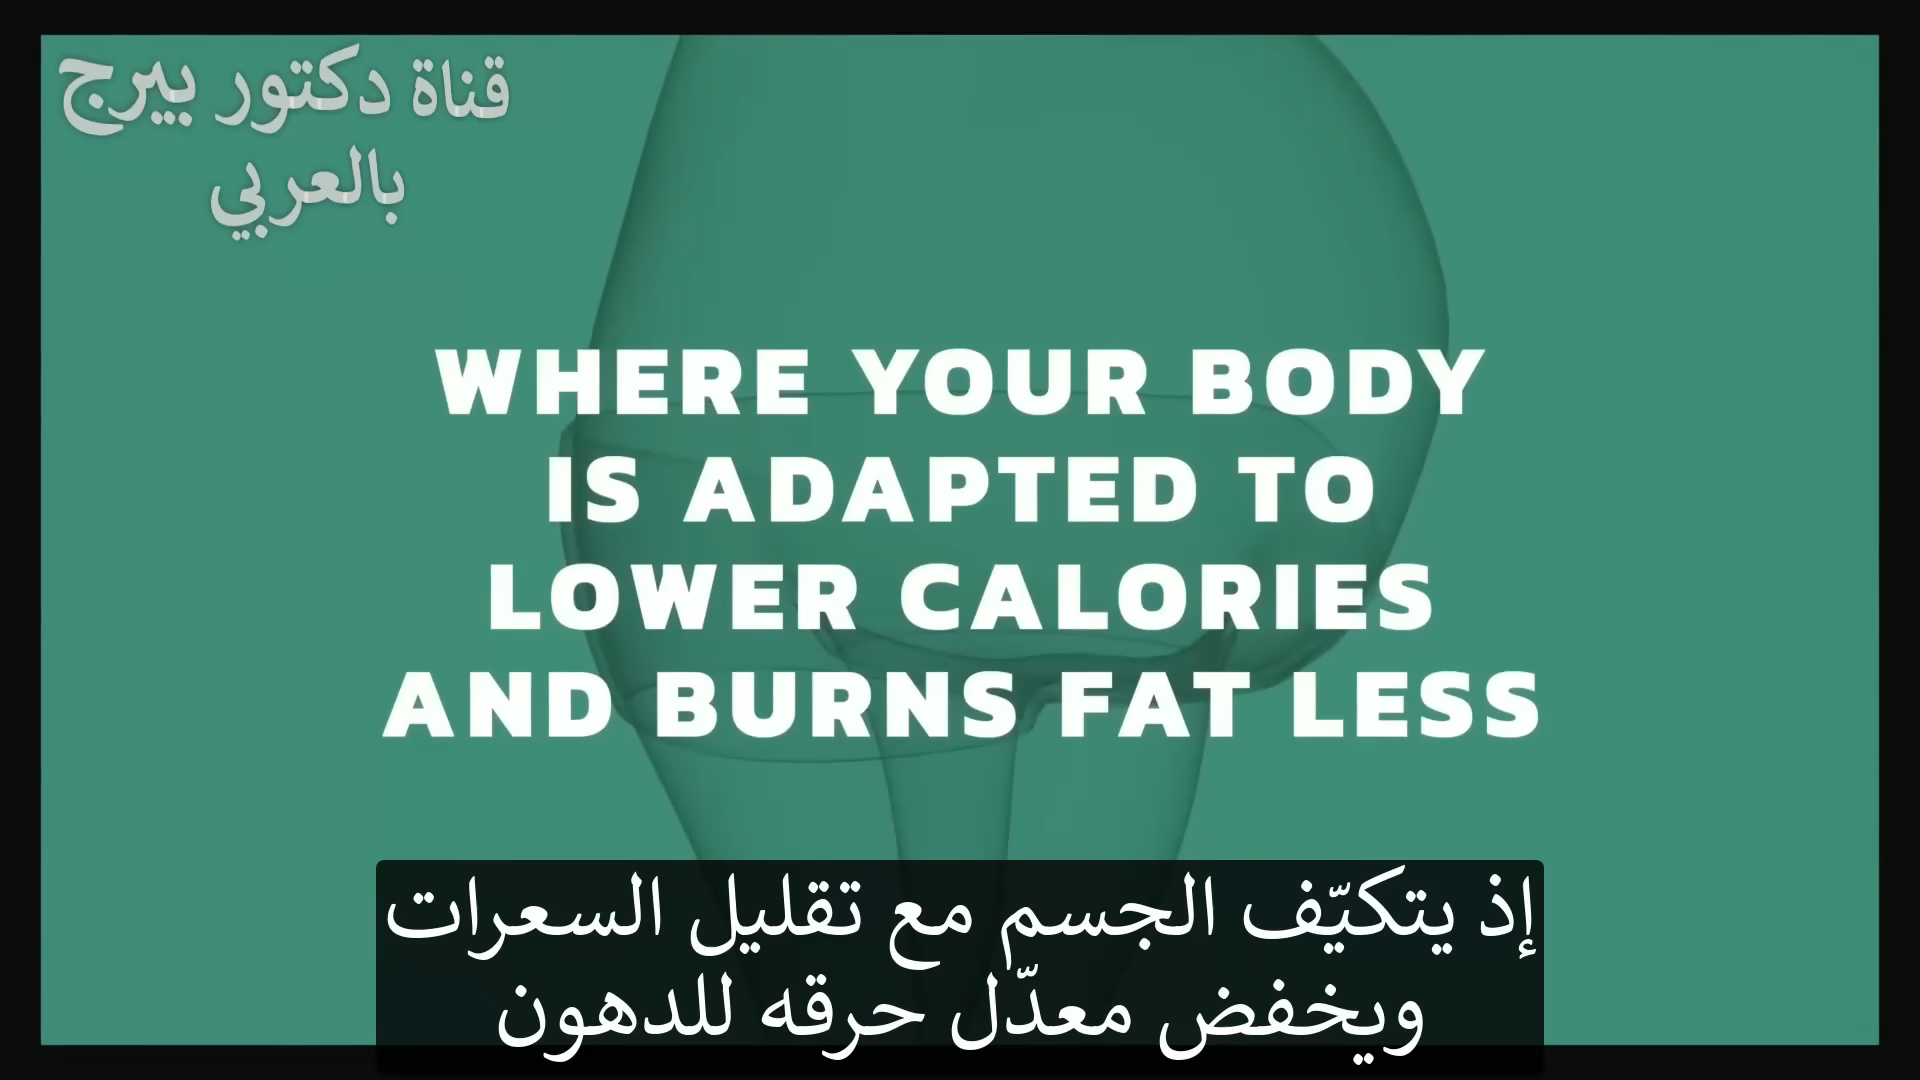 قناة دكتور بيرج
بالعربي
WHERE YOUR BODY
IS ADAPTED TO
LOWER CALORIES
AND BURNS FAT LESS
إذ يتكيّف الجسم مع تقليل السعرات
ويخفض معدّل حرقه للدهون